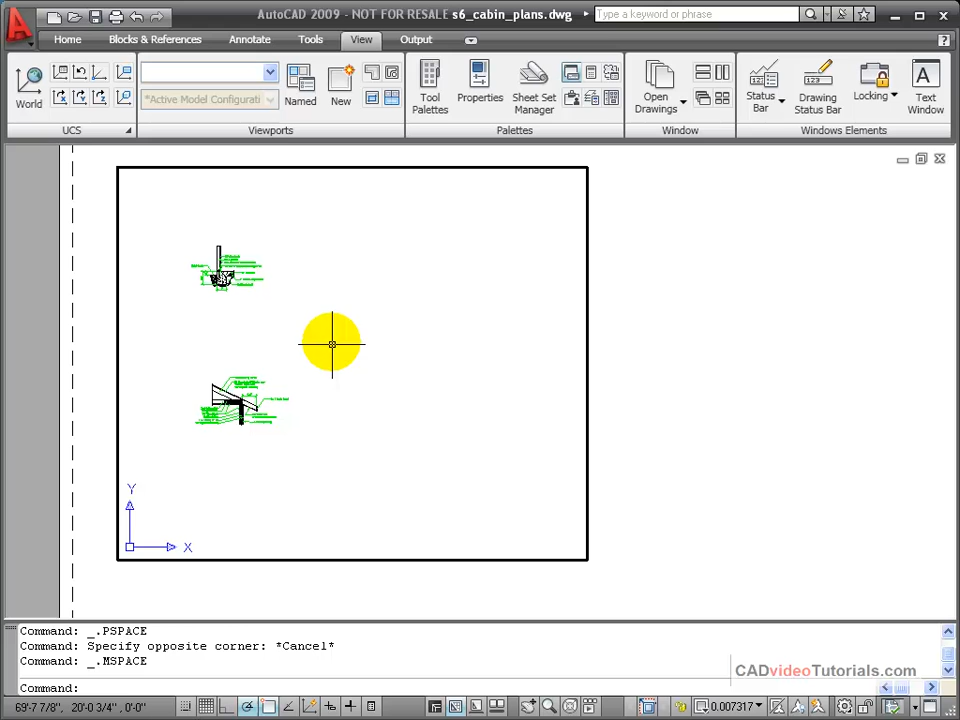 AutoCAD 2009 - NOT FOR RESALE s6_cabin_plans.dwg
Type a keyword or phrase
Home Blocks & References Annotate Tools View Output
World
*Active Model Configurati
Named
New
Tool Palettes
Properties
Sheet Set Manager
Open Drawings
Status Bar
Drawing Status Bar
Locking
Text Window
UCS Viewports Palettes Window Windows Elements
Y
X
Command: _.PSPACE
Command: Specify opposite corner: *Cancel*
Command: _.MSPACE
CADvideoTutorials.com
Command:
69'-7 7/8", 20'-0 3/4", 0'-0"
0.007317